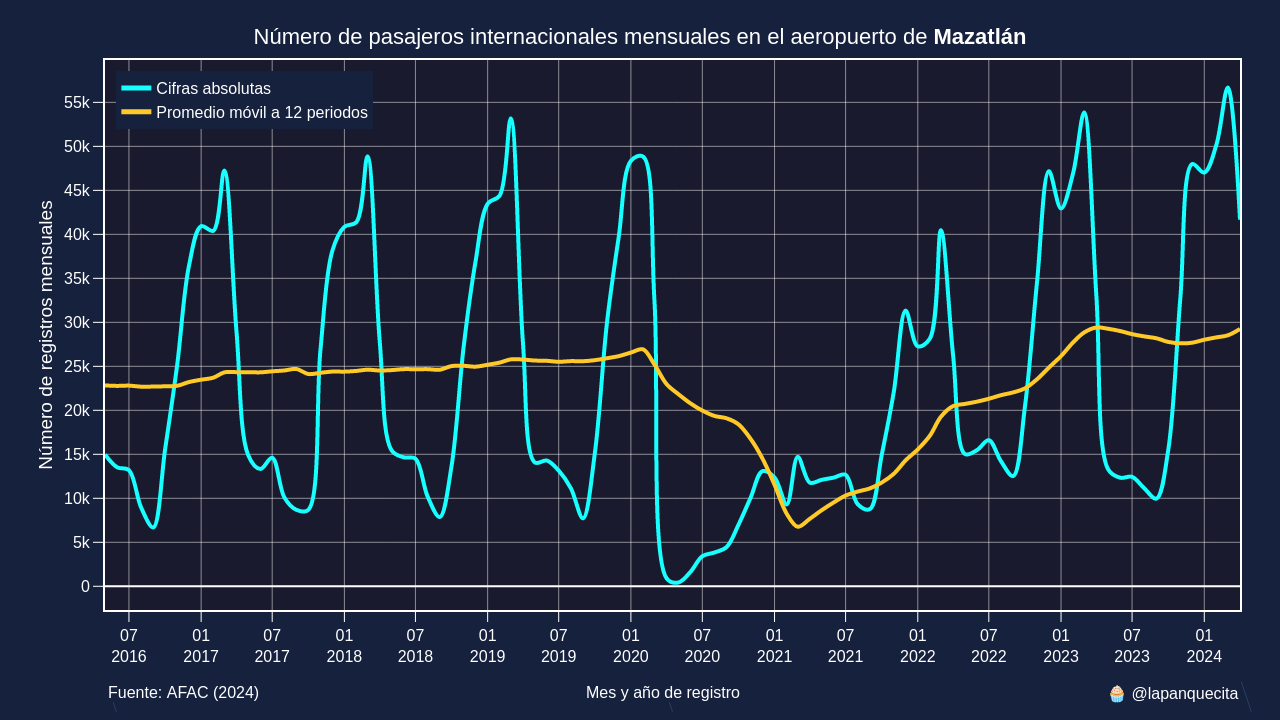 Número de pasajeros internacionales mensuales en el aeropuerto de Mazatlán
Cifras absolutas
Promedio móvil a 12 periodos
Número de registros mensuales
55k
50k
45k
40k
35k
30k
25k
20k
15k
10k
5k
0
07 01 07 01 07 01 07 01 07 01 07 01 07 01 07 01
2016 2017 2017 2018 2018 2019 2019 2020 2020 2021 2021 2022 2022 2023 2023 2024
Fuente: AFAC (2024) Mes y año de registro 🧁 @lapanquecita